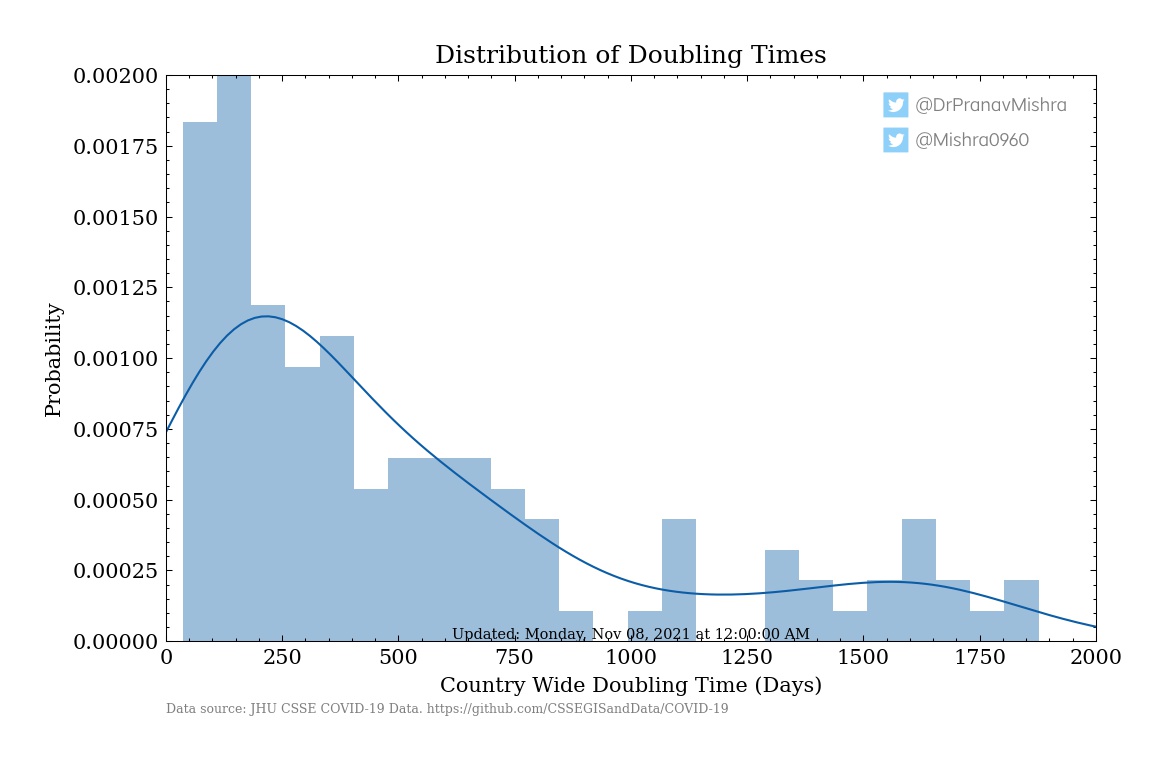 Distribution of Doubling Times
0.00200
0.00175
0.00150
0.00125
0.00100
0.00075
0.00050
0.00025
0.00000
Probability
@DrPranavMishra
@Mishra0960
Updated: Monday, Nov 08, 2021 at 12:00:00 AM
0 250 500 750 1000 1250 1500 1750 2000
Country Wide Doubling Time (Days)
Data source: JHU CSSE COVID-19 Data. https://github.com/CSSEGISandData/COVID-19